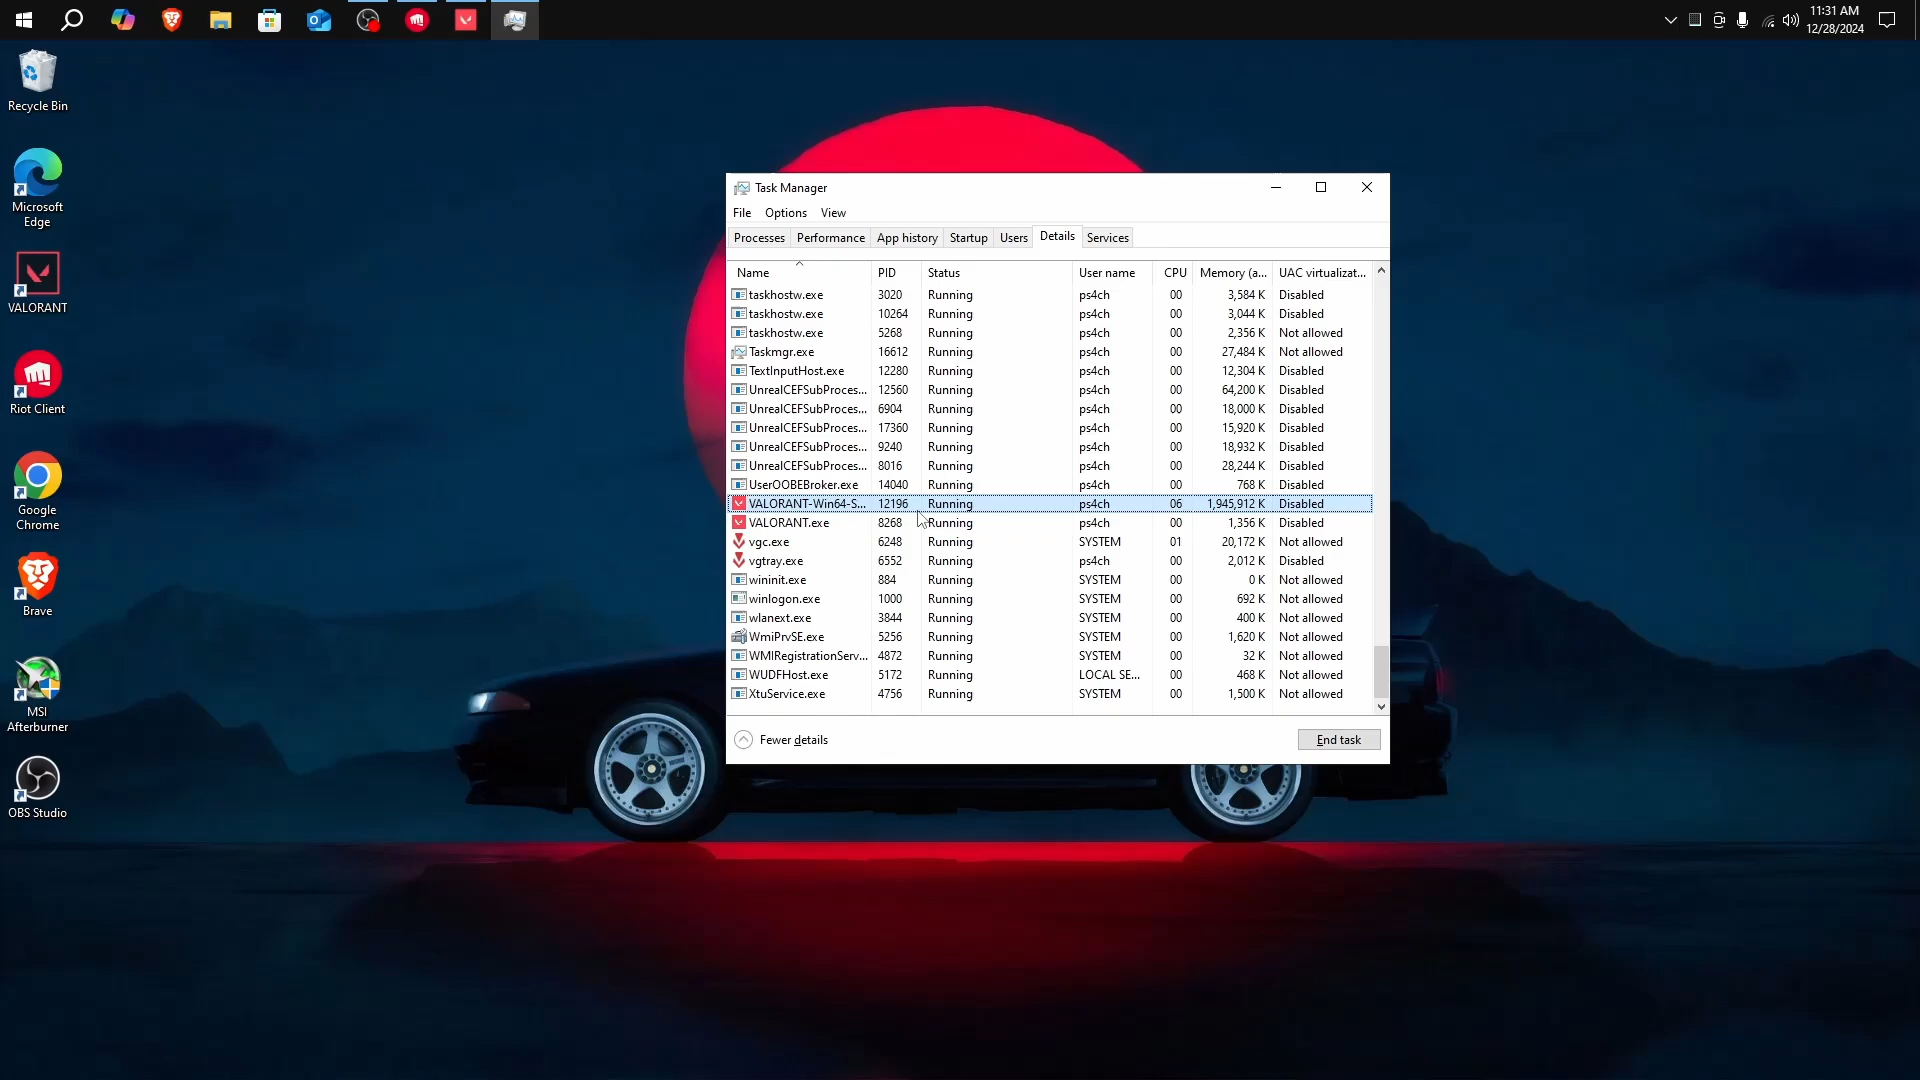 11:31 AM
12/28/2024
Recycle Bin
Microsoft
Edge
VALORANT
Riot Client
Google
Chrome
Brave
MSI
Afterburner
OBS Studio
Task Manager
File Options View
Processes Performance App history Startup Users Details Services
Name PID Status User name CPU Memory (a... UAC virtualizat...
taskhostw.exe 3020 Running ps4ch 00 3,584 K Disabled
taskhostw.exe 10264 Running ps4ch 00 3,044 K Disabled
taskhostw.exe 5268 Running ps4ch 00 2,356 K Not allowed
Taskmgr.exe 16612 Running ps4ch 00 27,484 K Not allowed
TextInputHost.exe 12280 Running ps4ch 00 12,304 K Disabled
UnrealCEFSubProces... 12560 Running ps4ch 00 64,200 K Disabled
UnrealCEFSubProces... 6904 Running ps4ch 00 18,000 K Disabled
UnrealCEFSubProces... 17360 Running ps4ch 00 15,920 K Disabled
UnrealCEFSubProces... 9240 Running ps4ch 00 18,932 K Disabled
UnrealCEFSubProces... 8016 Running ps4ch 00 28,244 K Disabled
UserOOBEBroker.exe 14040 Running ps4ch 00 768 K Disabled
VALORANT-Win64-S... 12196 Running ps4ch 06 1,945,912 K Disabled
VALORANT.exe 8268 Running ps4ch 00 1,356 K Disabled
vgc.exe 6248 Running SYSTEM 01 20,172 K Not allowed
vgtray.exe 6552 Running ps4ch 00 2,012 K Disabled
wininit.exe 884 Running SYSTEM 00 0 K Not allowed
winlogon.exe 1000 Running SYSTEM 00 692 K Not allowed
wlanext.exe 3844 Running SYSTEM 00 400 K Not allowed
WmiPrvSE.exe 5256 Running SYSTEM 00 1,620 K Not allowed
WMIRegistrationServ... 4872 Running SYSTEM 00 32 K Not allowed
WUDFHost.exe 5172 Running LOCAL SE... 00 468 K Not allowed
XtuService.exe 4756 Running SYSTEM 00 1,500 K Not allowed
Fewer details End task